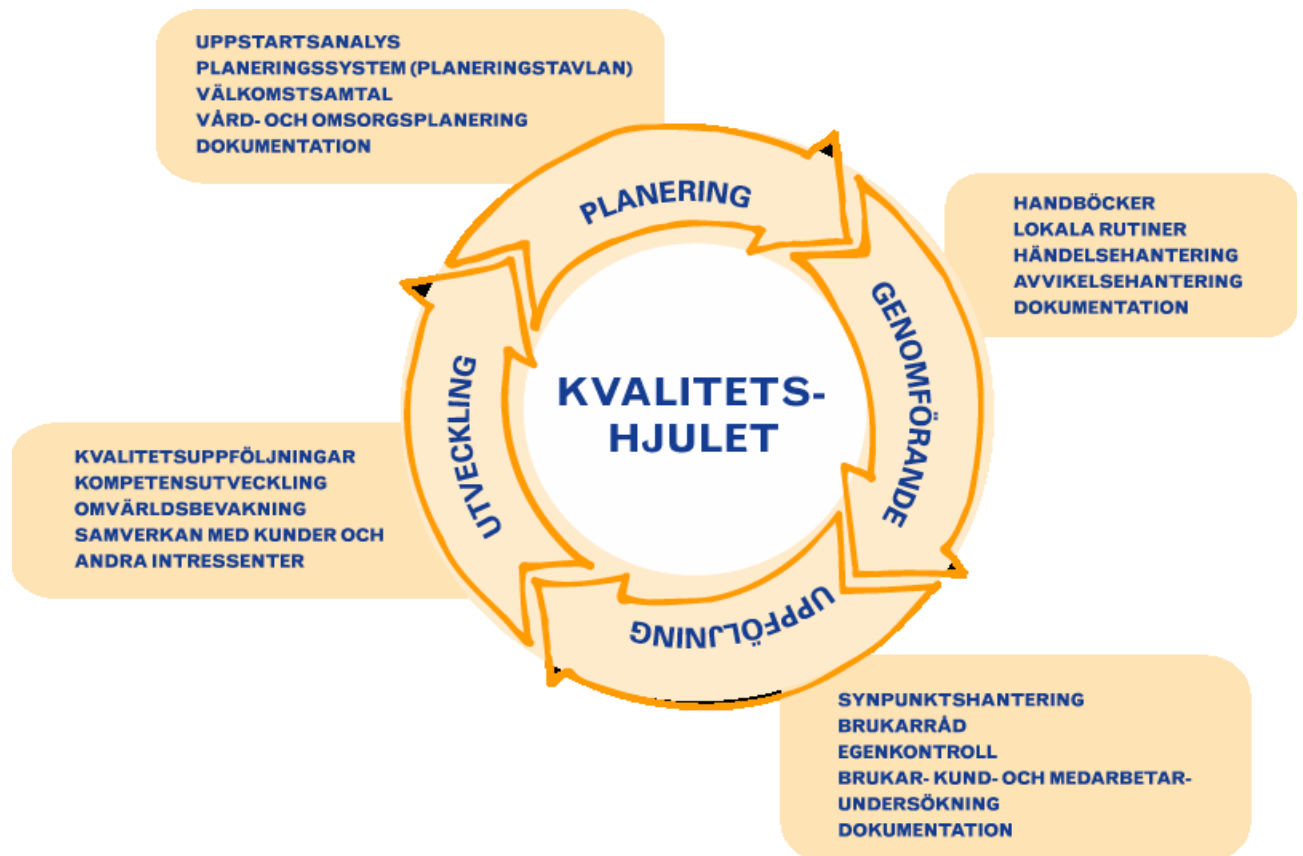 UPPSTARTSANALYS
PLANERINGSSYSTEM (PLANERINGSTAVLAN)
VÄLKOMSTSAMTAL
VÅRD- OCH OMSORGSPLANERING
DOKUMENTATION
PLANERING
HANDBÖCKER
LOKALA RUTINER
HÄNDELSEHANTERING
AVVIKELSEHANTERING
DOKUMENTATION
GENOMFÖRANDE
KVALITETS-
HJULET
UTVECKLING
KVALITETSUPPFÖLJNINGAR
KOMPETENSUTVECKLING
OMVÄRLDSBEVAKNING
SAMVERKAN MED KUNDER OCH
ANDRA INTRESSENTER
UPPFÖLJNING
SYNPUNKTSHANTERING
BRUKARRÅD
EGENKONTROLL
BRUKAR- KUND- OCH MEDARBETAR-
UNDERSÖKNING
DOKUMENTATION